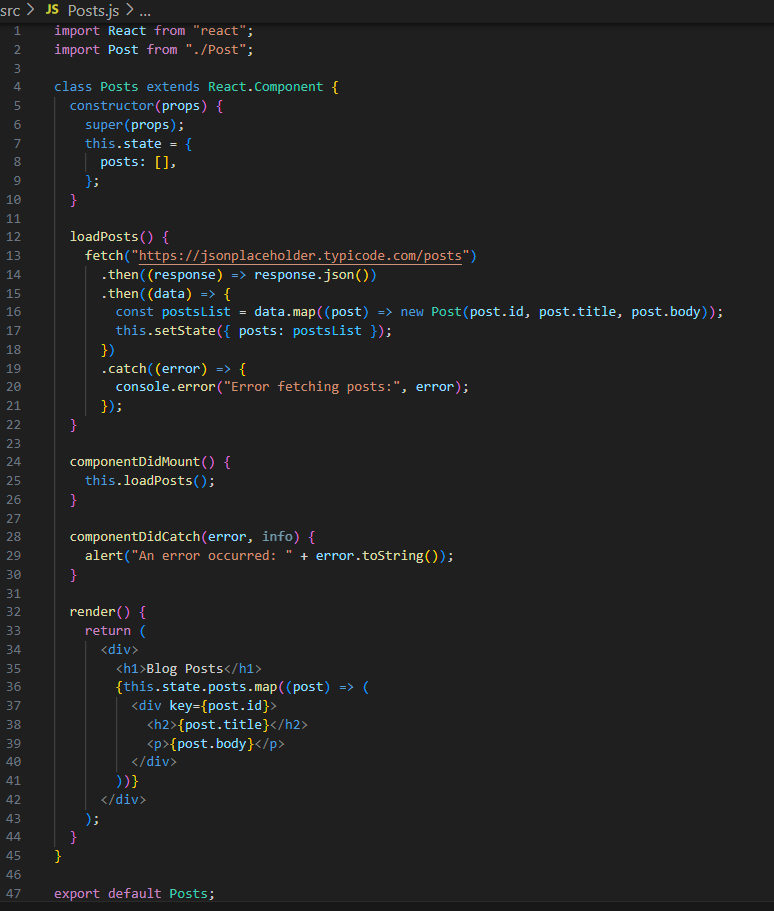 src > JS Posts.js > ...
1 import React from "react";
2 import Post from "./Post";
3
4 class Posts extends React.Component {
5   constructor(props) {
6     super(props);
7     this.state = {
8       posts: [],
9     };
10   }
11
12   loadPosts() {
13     fetch("https://jsonplaceholder.typicode.com/posts")
14       .then((response) => response.json())
15       .then((data) => {
16         const postsList = data.map((post) => new Post(post.id, post.title, post.body));
17         this.setState({ posts: postsList });
18       })
19       .catch((error) => {
20         console.error("Error fetching posts:", error);
21       });
22   }
23
24   componentDidMount() {
25     this.loadPosts();
26   }
27
28   componentDidCatch(error, info) {
29     alert("An error occurred: " + error.toString());
30   }
31
32   render() {
33     return (
34       <div>
35         <h1>Blog Posts</h1>
36         {this.state.posts.map((post) => (
37           <div key={post.id}>
38             <h2>{post.title}</h2>
39             <p>{post.body}</p>
40           </div>
41         ))}
42       </div>
43     );
44   }
45 }
46
47 export default Posts;